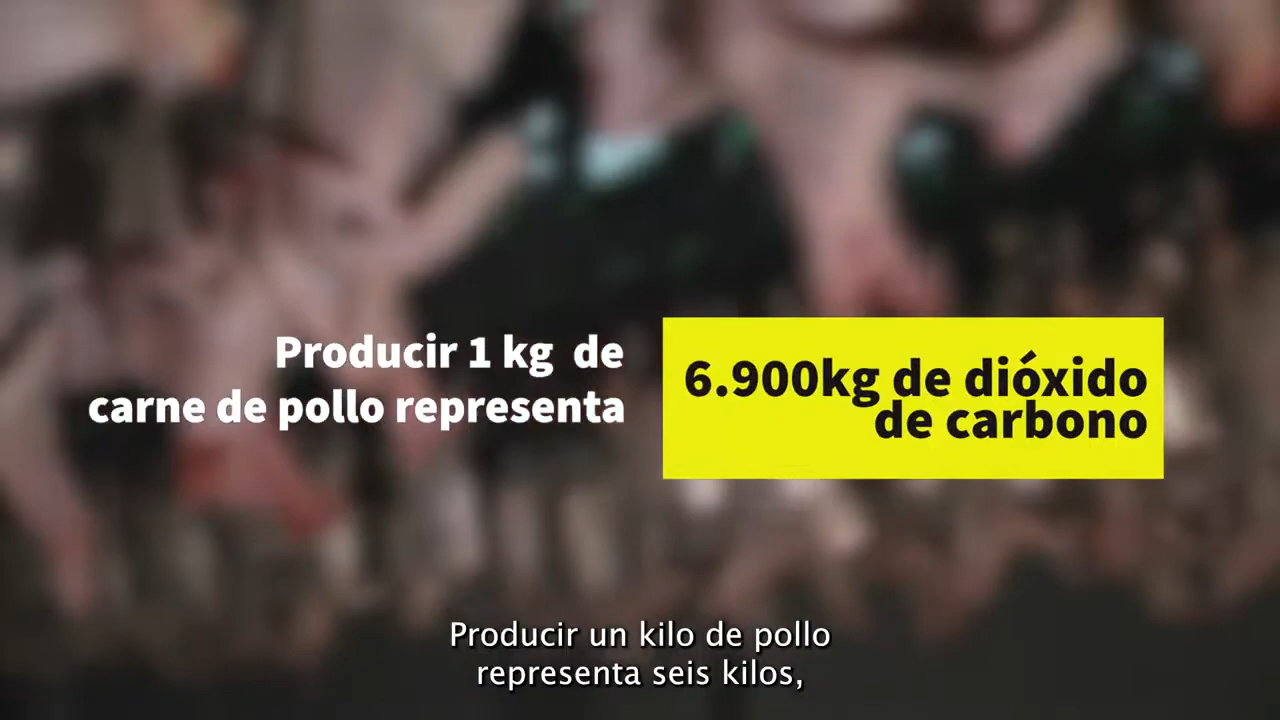 Producir 1 kg de
carne de pollo representa
6.900kg de dióxido
de carbono
Producir un kilo de pollo
representa seis kilos,